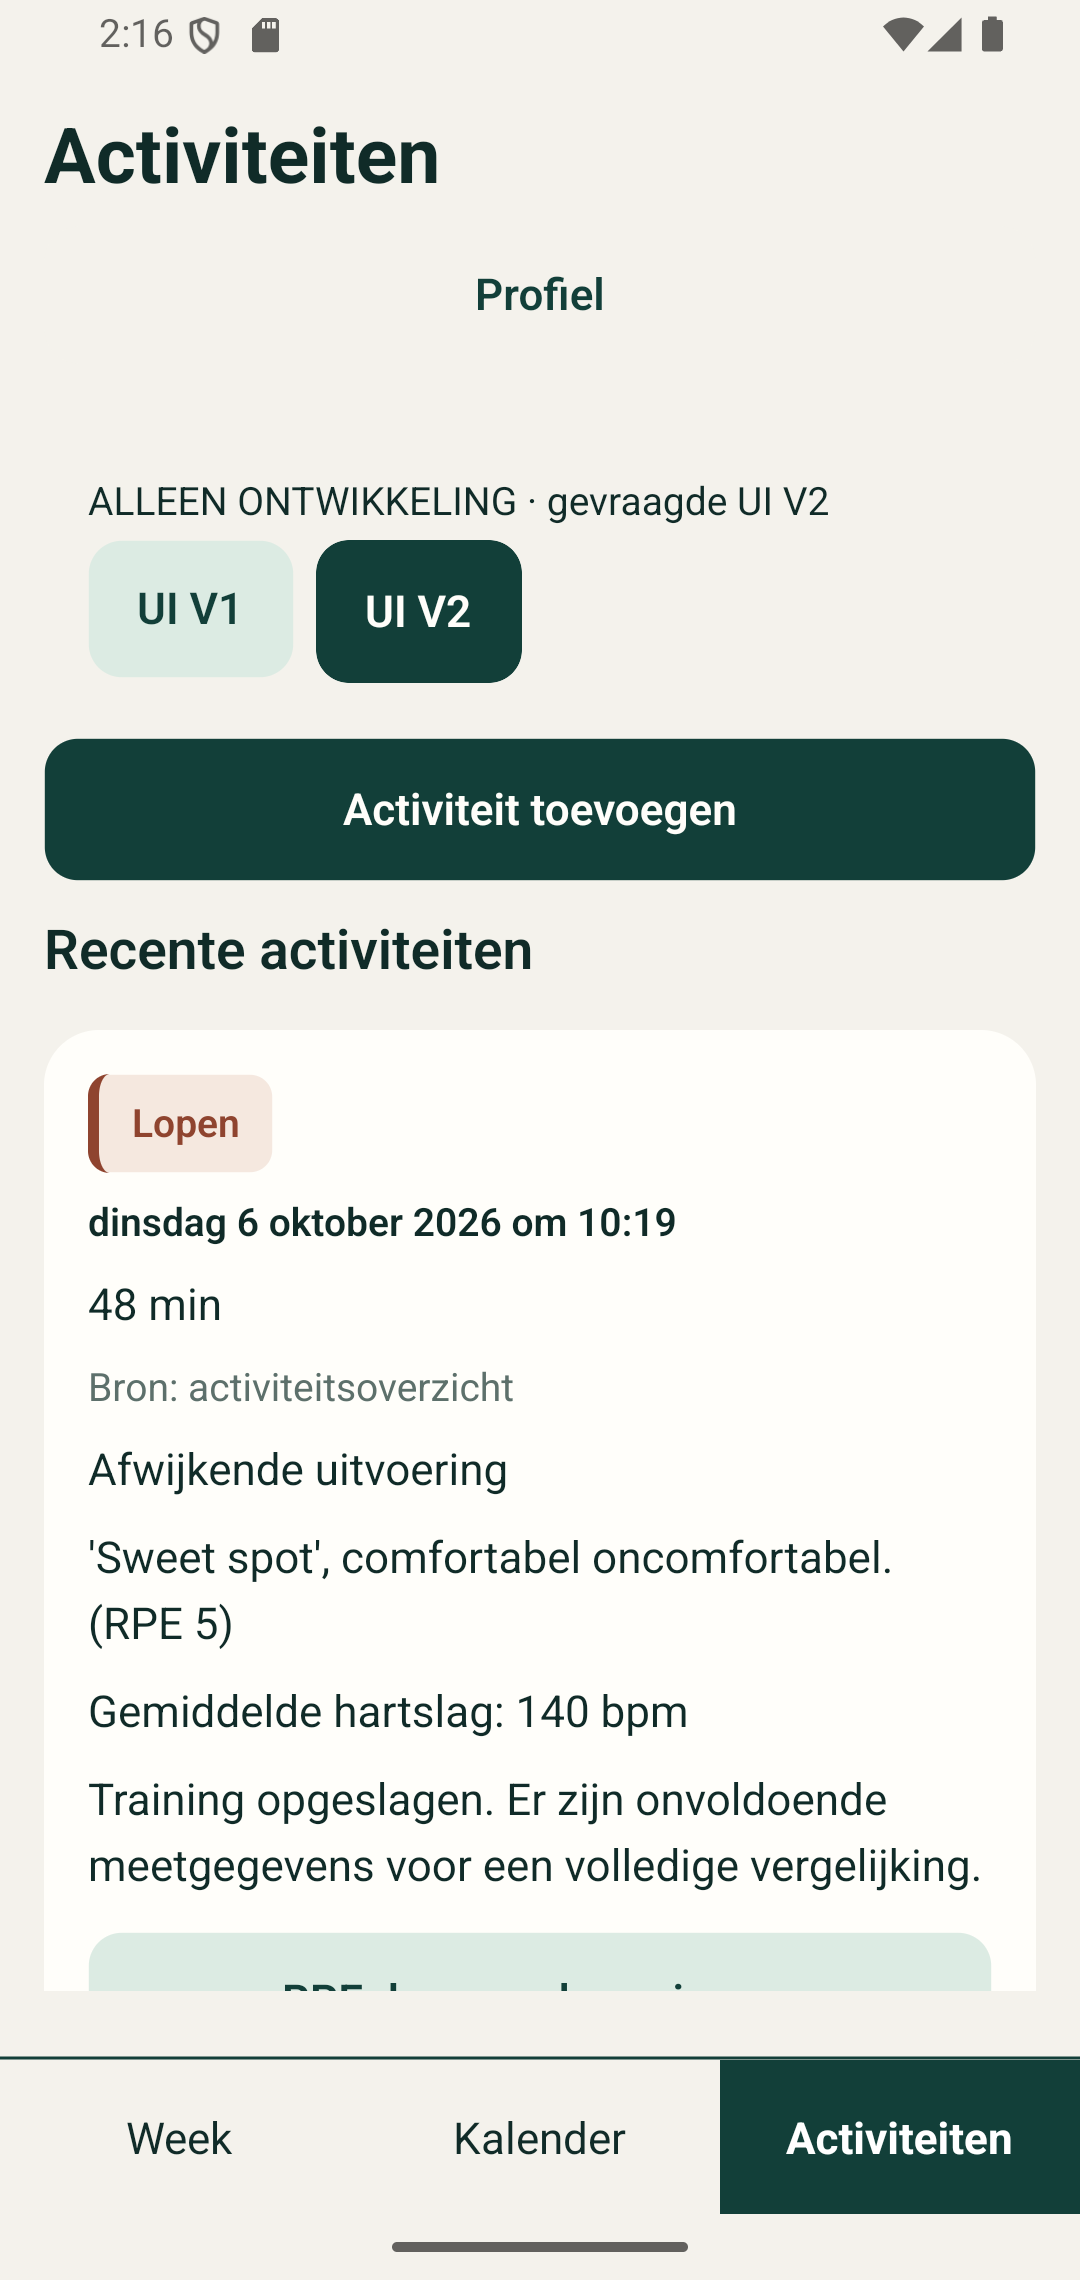 2:16
Activiteiten
Profiel
ALLEEN ONTWIKKELING · gevraagde UI V2
UI V1
UI V2
Activiteit toevoegen
Recente activiteiten
Lopen
dinsdag 6 oktober 2026 om 10:19
48 min
Bron: activiteitsoverzicht
Afwijkende uitvoering
'Sweet spot', comfortabel oncomfortabel.
(RPE 5)
Gemiddelde hartslag: 140 bpm
Training opgeslagen. Er zijn onvoldoende
meetgegevens voor een volledige vergelijking.
Week
Kalender
Activiteiten